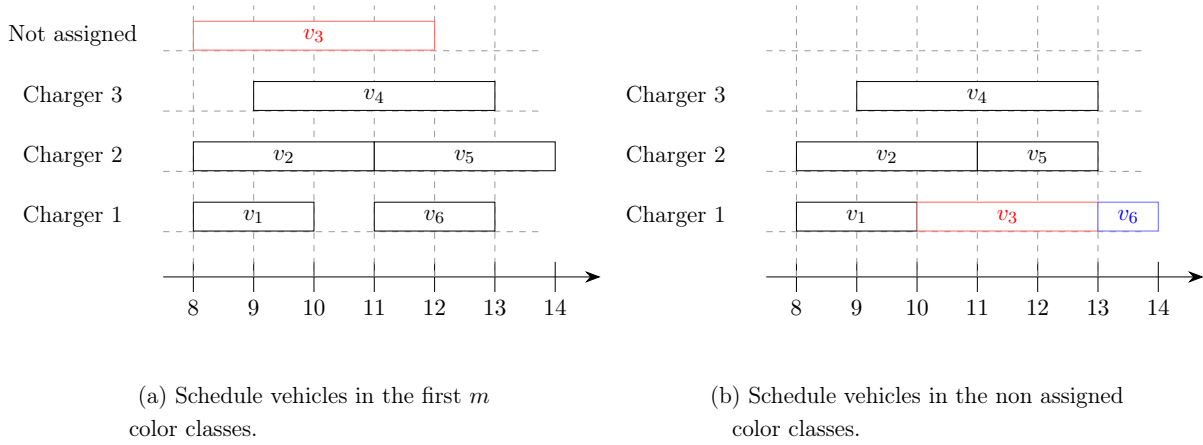 Not assigned
v3
Charger 3
v4
Charger 2
v2 v5
Charger 1
v1 v6
8 9 10 11 12 13 14
(a) Schedule vehicles in the first m
color classes.
Charger 3
v4
Charger 2
v2 v5
Charger 1
v1 v3 v6
8 9 10 11 12 13 14
(b) Schedule vehicles in the non assigned
color classes.